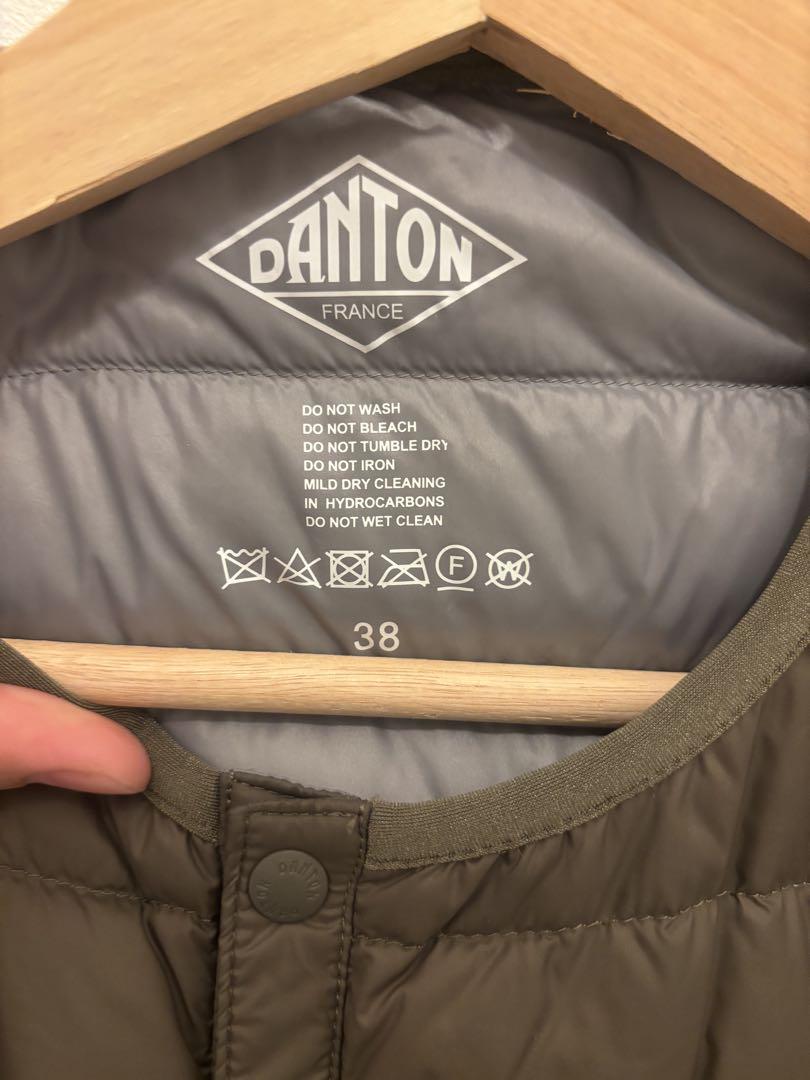 DANTON
FRANCE
DO NOT WASH
DO NOT BLEACH
DO NOT TUMBLE DRY
DO NOT IRON
MILD DRY CLEANING
IN HYDROCARBONS
DO NOT WET CLEAN
F
W
38
DANTON